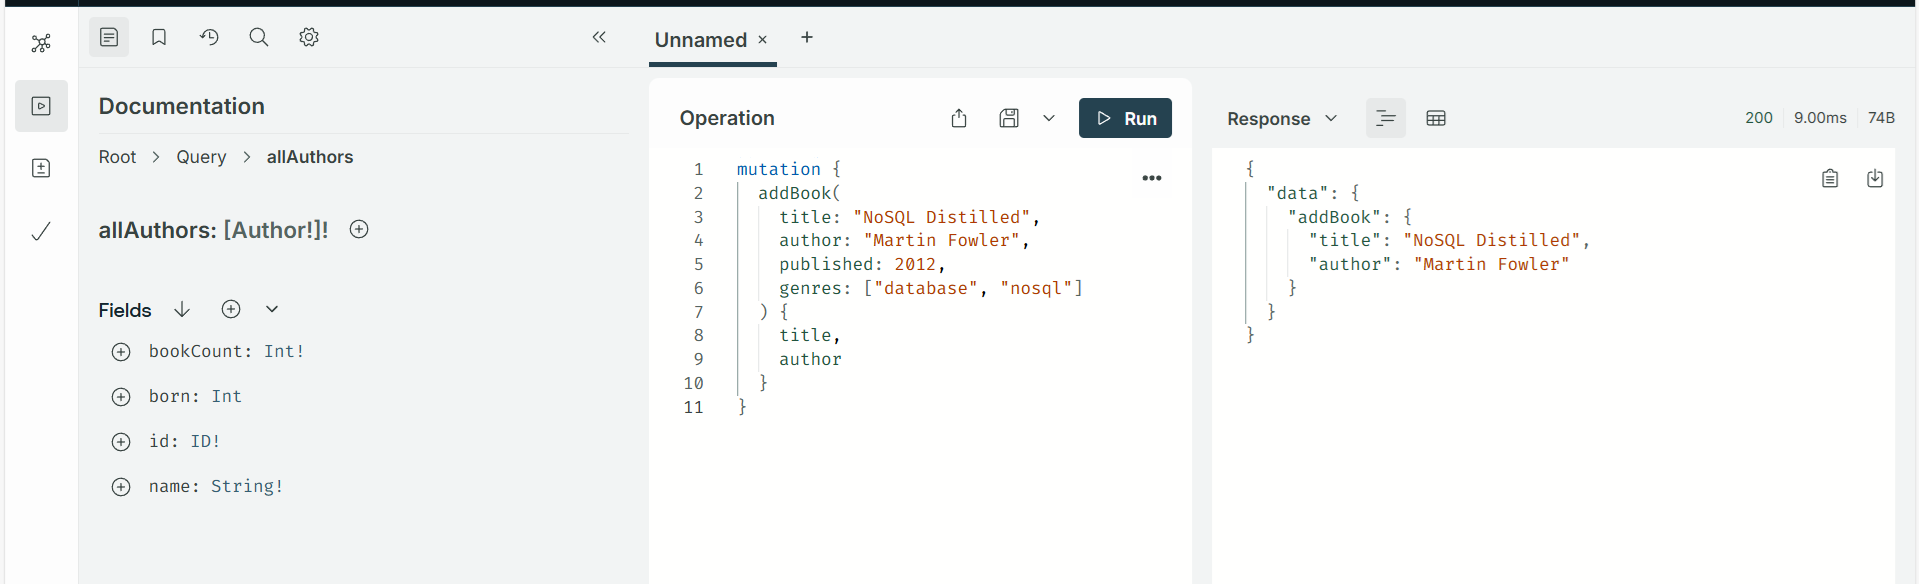 Documentation
Root > Query > allAuthors
allAuthors: [Author!]!
Fields
bookCount: Int!
born: Int
id: ID!
name: String!
Unnamed
Operation
Run
1 mutation {
2 addBook(
3 title: "NoSQL Distilled",
4 author: "Martin Fowler",
5 published: 2012,
6 genres: ["database", "nosql"]
7 ) {
8 title,
9 author
10 }
11 }
Response
200 9.00ms 74B
{
"data": {
"addBook": {
"title": "NoSQL Distilled",
"author": "Martin Fowler"
}
}
}